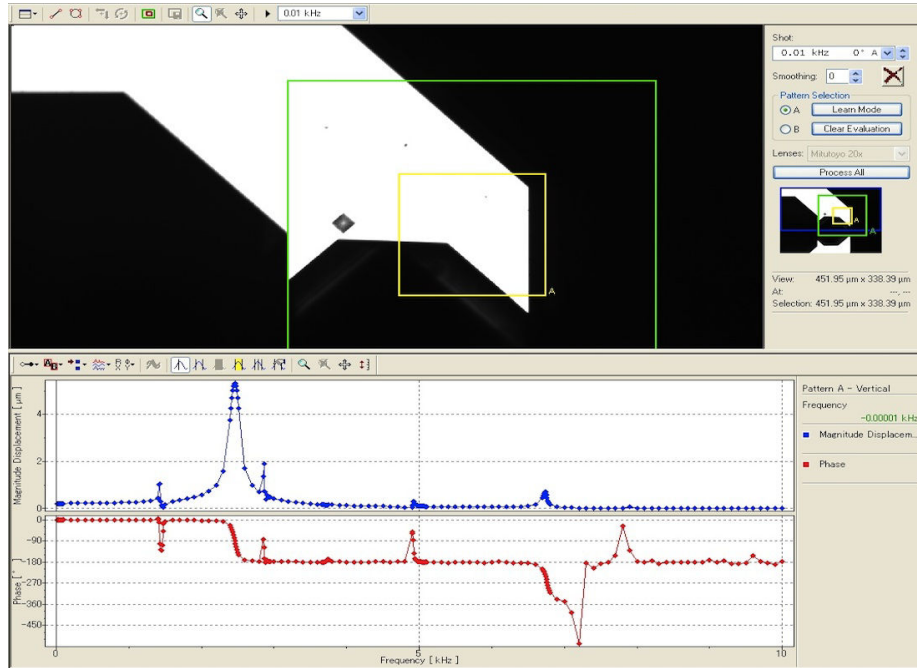 0.01 kHz
Shot:
0.01 kHz 0° A
Smoothing: 0
Pattern Selection
A Learn Mode
B Clear Evaluation
Lenses: Mitutoyo 20x
Process All
A
A
A
View: 451.95 µm x 338.39 µm
At: ---, ---
Selection: 451.95 µm x 338.39 µm
Pattern A - Vertical
Frequency
-0.00001 kHz
Magnitude Displacem...
Phase
Magnitude Displacement [ µm]
4
2
0
Phase [ ° ]
0
-90
-180
-270
-360
-450
0
5
10
Frequency [ kHz ]